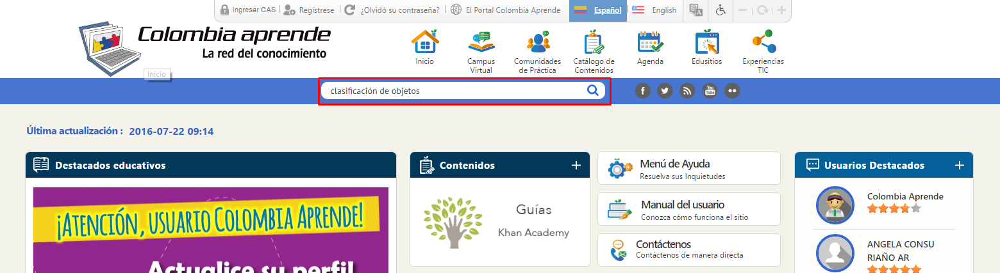 Ingresar CAS
Regístrese
¿Olvidó su contraseña?
El Portal Colombia Aprende
Español
English
Colombia aprende
La red del conocimiento
Inicio
Inicio
Campus
Virtual
Comunidades
de Práctica
Catálogo de
Contenidos
Agenda
Edusitios
Experiencias
TIC
clasificación de objetos
You
Tube
Última actualización : 2016-07-22 09:14
Destacados educativos
¡ATENCIÓN, USUARIO COLOMBIA APRENDE!
Actualice su perfil
Contenidos
Guías
Khan Academy
Menú de Ayuda
Resuelva sus Inquietudes
Manual del usuario
Conozca cómo funciona el sitio
Contáctenos
Contáctenos de manera directa
Usuarios Destacados
Colombia Aprende
ANGELA CONSU
RIAÑO AR